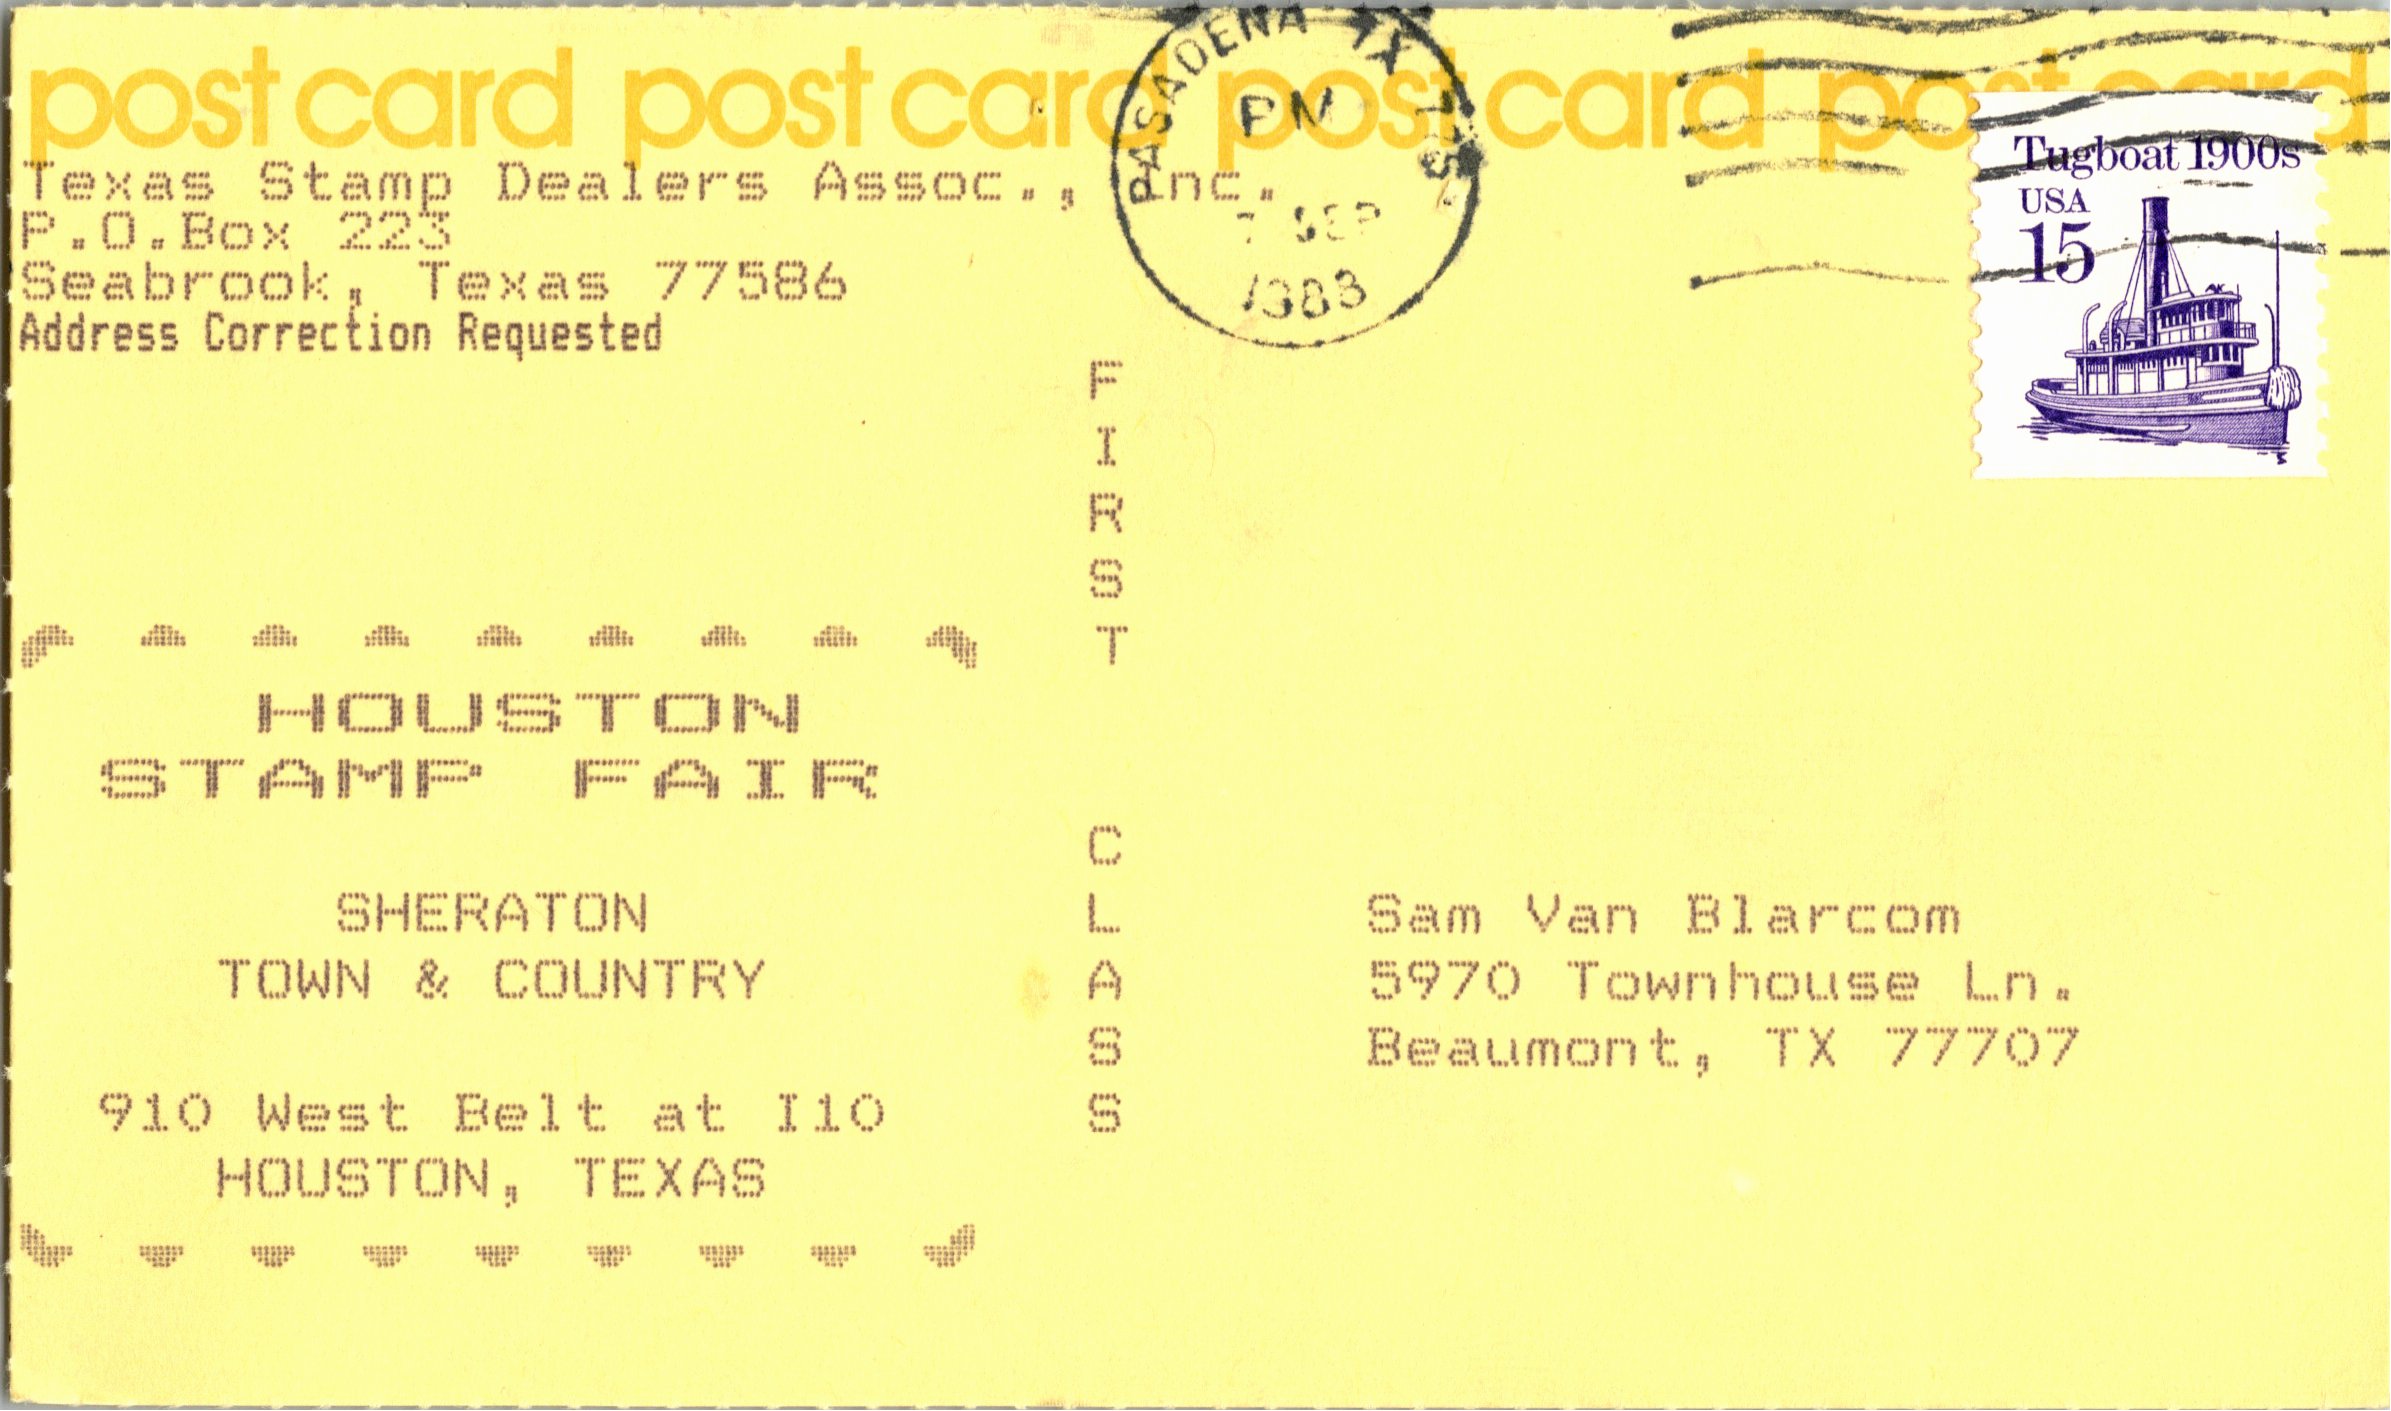 post card post card post card post card
Texas Stamp Dealers Assoc., Inc.
P.O.Box 223
Seabrook, Texas 77586
Address Correction Requested
PASADENA TX
PM
7 SEP
1988
Tugboat 1900s
USA
15
FIRST CLASS
HOUSTON
STAMP FAIR
SHERATON
TOWN & COUNTRY
910 West Belt at I10
HOUSTON, TEXAS
Sam Van Blarcom
5970 Townhouse Ln.
Beaumont, TX 77707